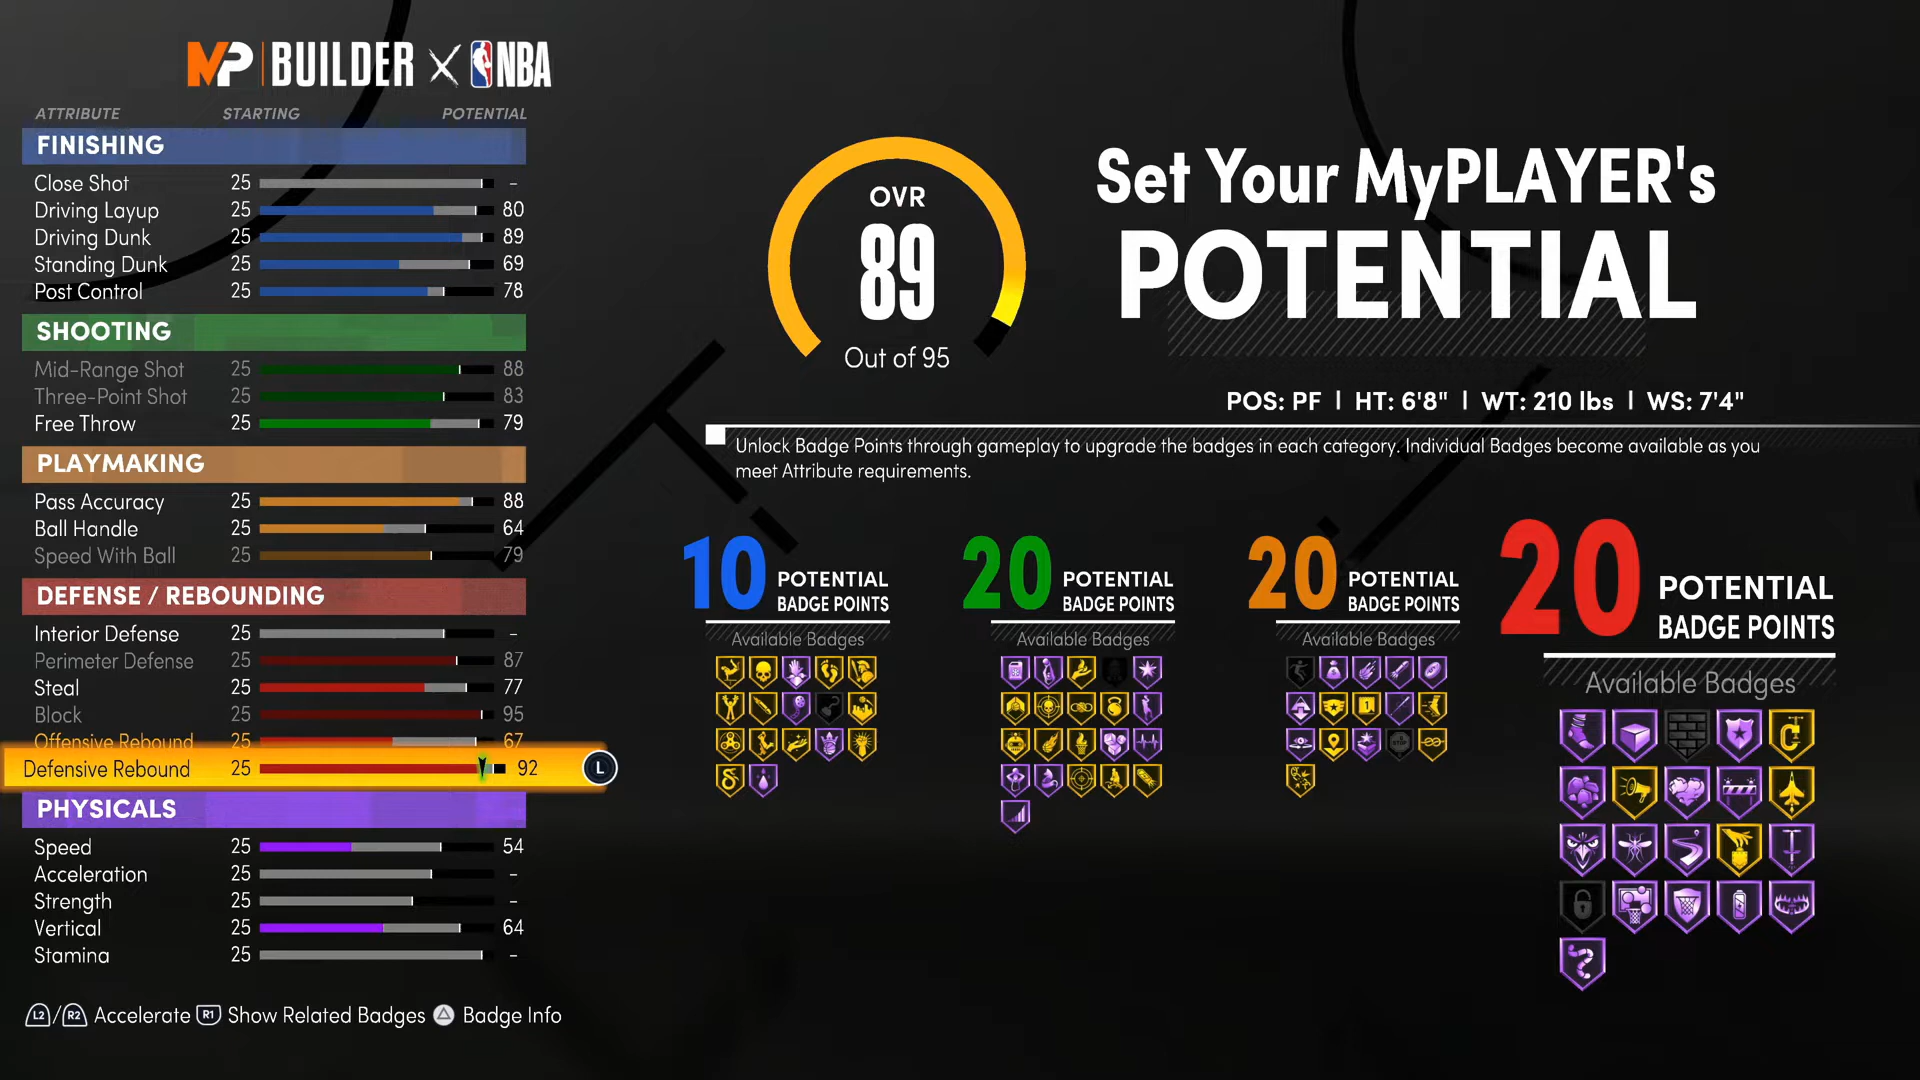 MP | BUILDER X NBA
ATTRIBUTE STARTING POTENTIAL
FINISHING
Close Shot 25 -
Driving Layup 25 80
Driving Dunk 25 89
Standing Dunk 25 69
Post Control 25 78
SHOOTING
Mid-Range Shot 25 88
Three-Point Shot 25 83
Free Throw 25 79
PLAYMAKING
Pass Accuracy 25 88
Ball Handle 25 64
Speed With Ball 25 79
DEFENSE / REBOUNDING
Interior Defense 25 -
Perimeter Defense 25 87
Steal 25 77
Block 25 95
Offensive Rebound 25 67
Defensive Rebound 25 92 L
PHYSICALS
Speed 25 54
Acceleration 25 -
Strength 25 -
Vertical 25 64
Stamina 25 -
L2/R2 Accelerate R1 Show Related Badges Badge Info
OVR
89
Out of 95
Set Your MyPLAYER's
POTENTIAL
POS: PF | HT: 6'8" | WT: 210 lbs | WS: 7'4"
Unlock Badge Points through gameplay to upgrade the badges in each category. Individual Badges become available as you
meet Attribute requirements.
10 POTENTIAL
BADGE POINTS
Available Badges
20 POTENTIAL
BADGE POINTS
Available Badges
20 POTENTIAL
BADGE POINTS
Available Badges
20 POTENTIAL
BADGE POINTS
Available Badges